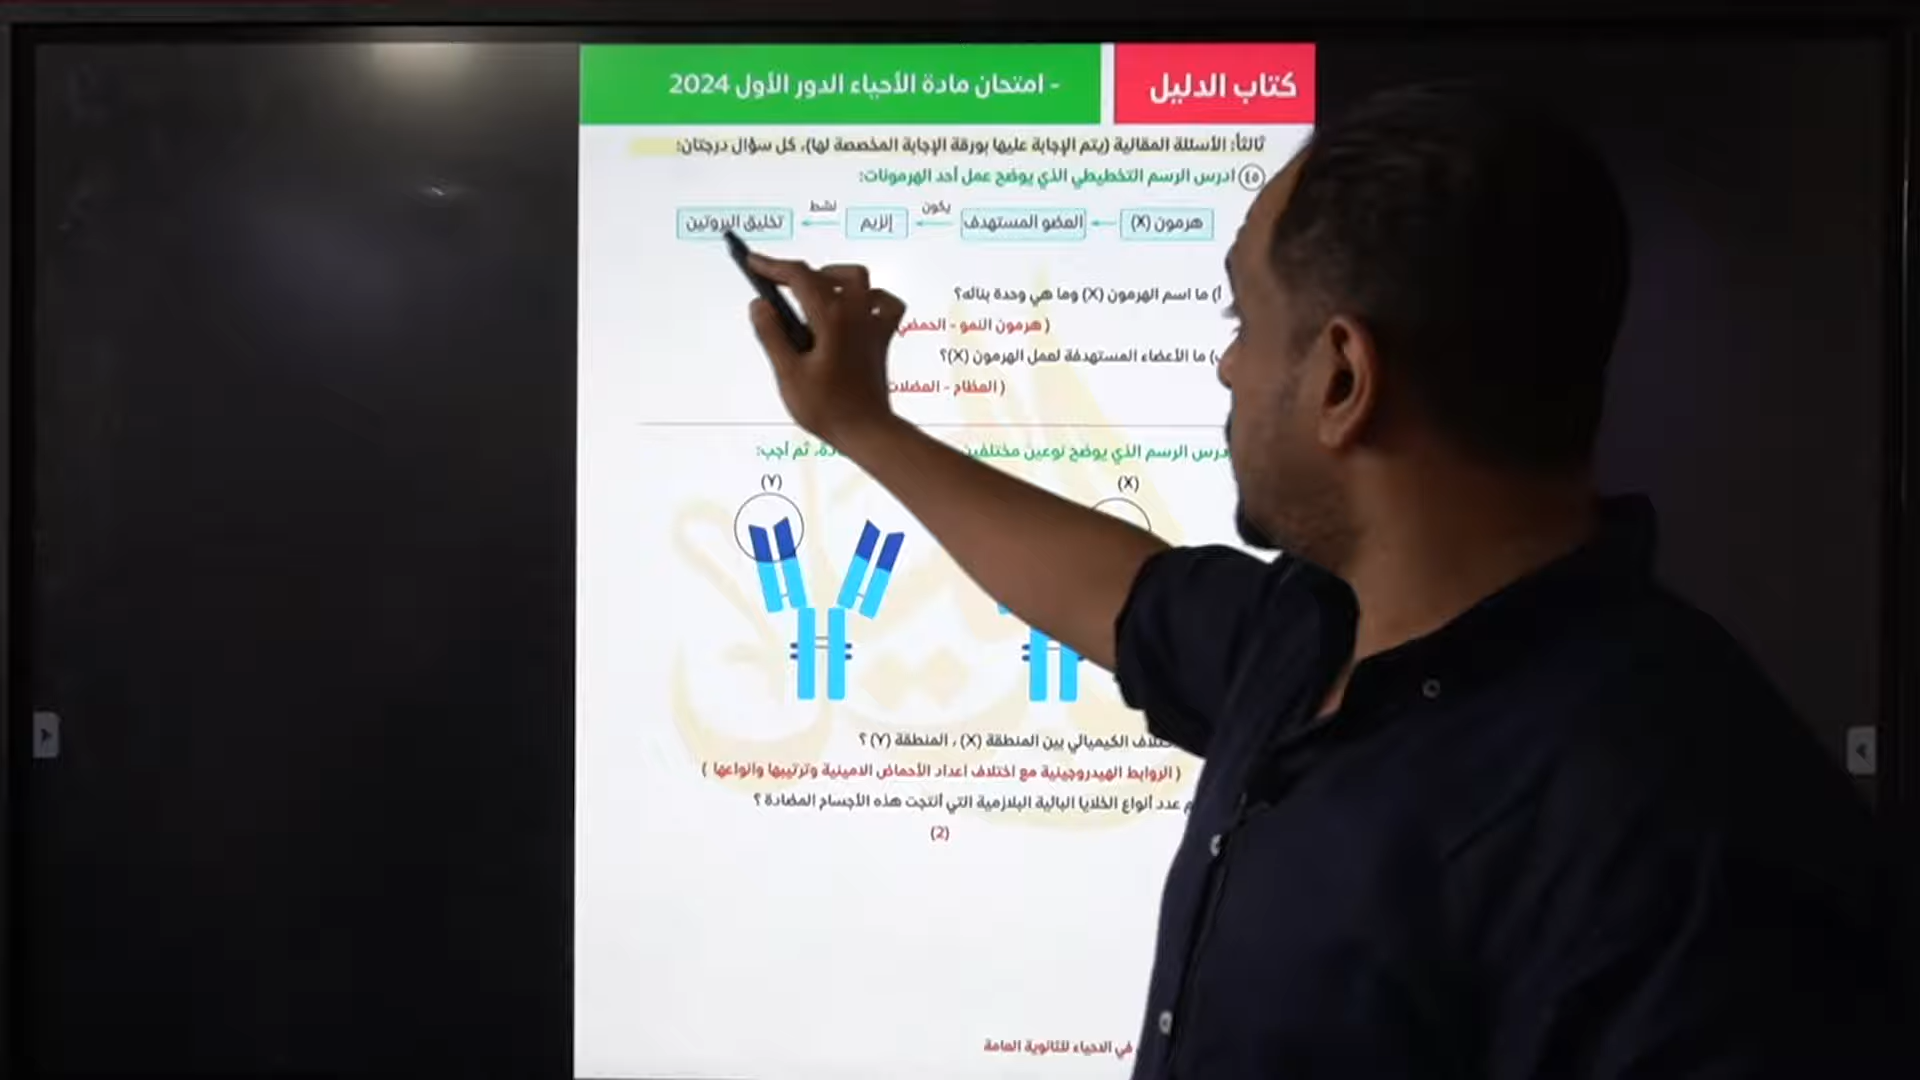 كتاب الدليل
- امتحان مادة الأحياء الدور الأول 2024
ثالثاً: الأسئلة المقالية (يتم الإجابة عليها بورقة الإجابة المخصصة لها)، كل سؤال درجتان:
٤٥ ادرس الرسم التخطيطي الذي يوضح عمل أحد الهرمونات:
هرمون (X) العضو المستهدف يكون إنزيم نشط تخليق البروتين
أ) ما اسم الهرمون (X) وما هي وحدة بنائه؟
(هرمون النمو - الحمضي
ما الأعضاء المستهدفة لعمل الهرمون (X)؟
(العظام - العضلات
الرسم الذي يوضح نوعين مختلفين ثم أجب:
(X) (Y)
الكيميائي بين المنطقة (X) ، المنطقة (Y) ؟
( الروابط الهيدروجينية مع اختلاف اعداد الأحماض الامينية وترتيبها وانواعها )
عدد أنواع الخلايا البائية البلازمية التي أنتجت هذه الأجسام المضادة ؟
(2)
في الاحياء للثانوية العامة